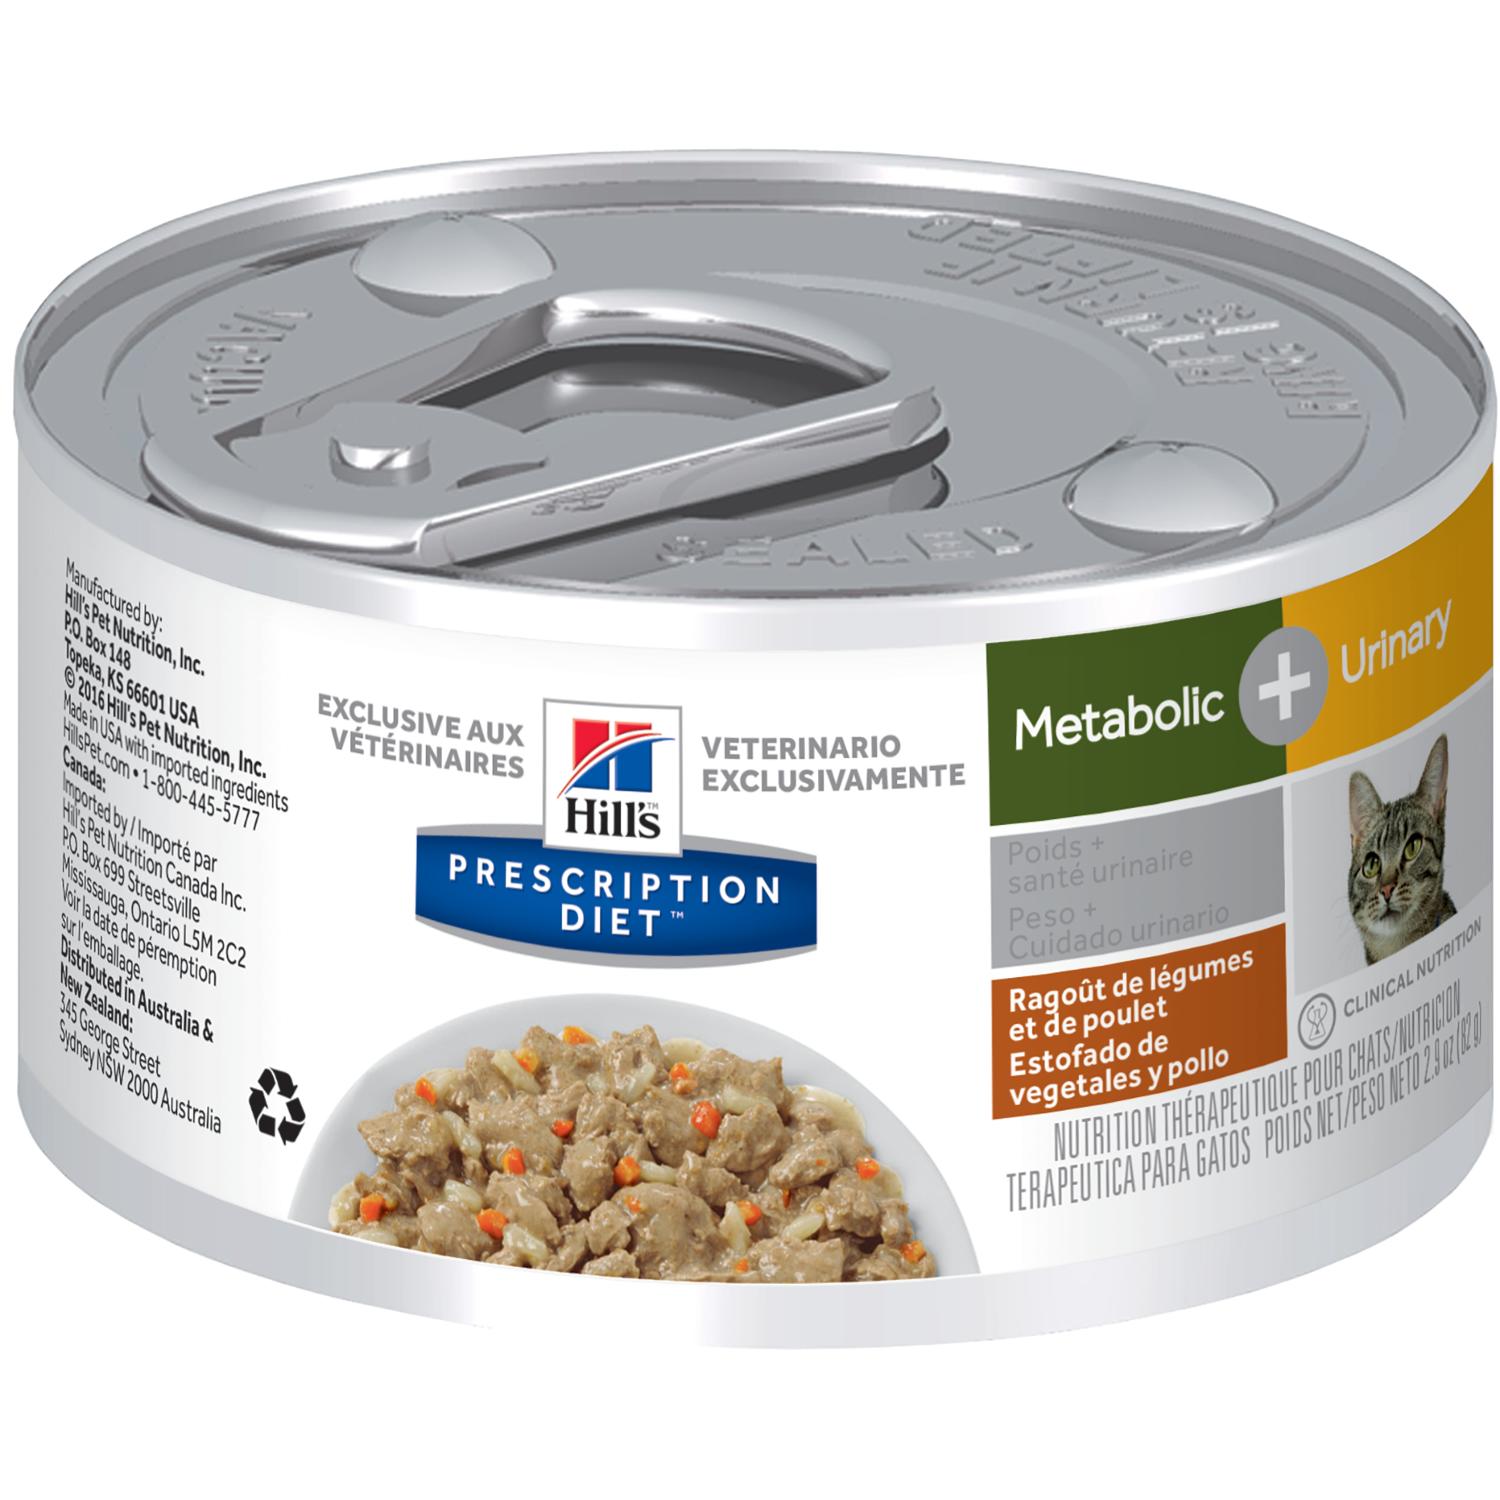 VACUUM
SEALED
Manufactured by:
Hill's Pet Nutrition, Inc.
P.O. Box 148
Topeka, KS 66601 USA
© 2016 Hill's Pet Nutrition, Inc.
Made in USA with imported ingredients
HillsPet.com • 1-800-445-5777
Canada:
Imported by / Importé par
Hill's Pet Nutrition Canada Inc.
P.O. Box 699 Streetsville
Mississauga, Ontario L5M 2C2
Voir la date de péremption
sur l'emballage.
Distributed in Australia &
New Zealand:
345 George Street
Sydney NSW 2000 Australia
EXCLUSIVE AUX
VÉTÉRINAIRES
Hill's™
VETERINARIO
EXCLUSIVAMENTE
PRESCRIPTION
DIET™
Metabolic + Urinary
Poids +
santé urinaire
Peso +
Cuidado urinario
Ragoût de légumes
et de poulet
Estofado de
vegetales y pollo
CLINICAL NUTRITION
NUTRITION THÉRAPEUTIQUE POUR CHATS/NUTRICION
TERAPEUTICA PARA GATOS POIDS NET/PESO NETO 2.9 oz (82 g)